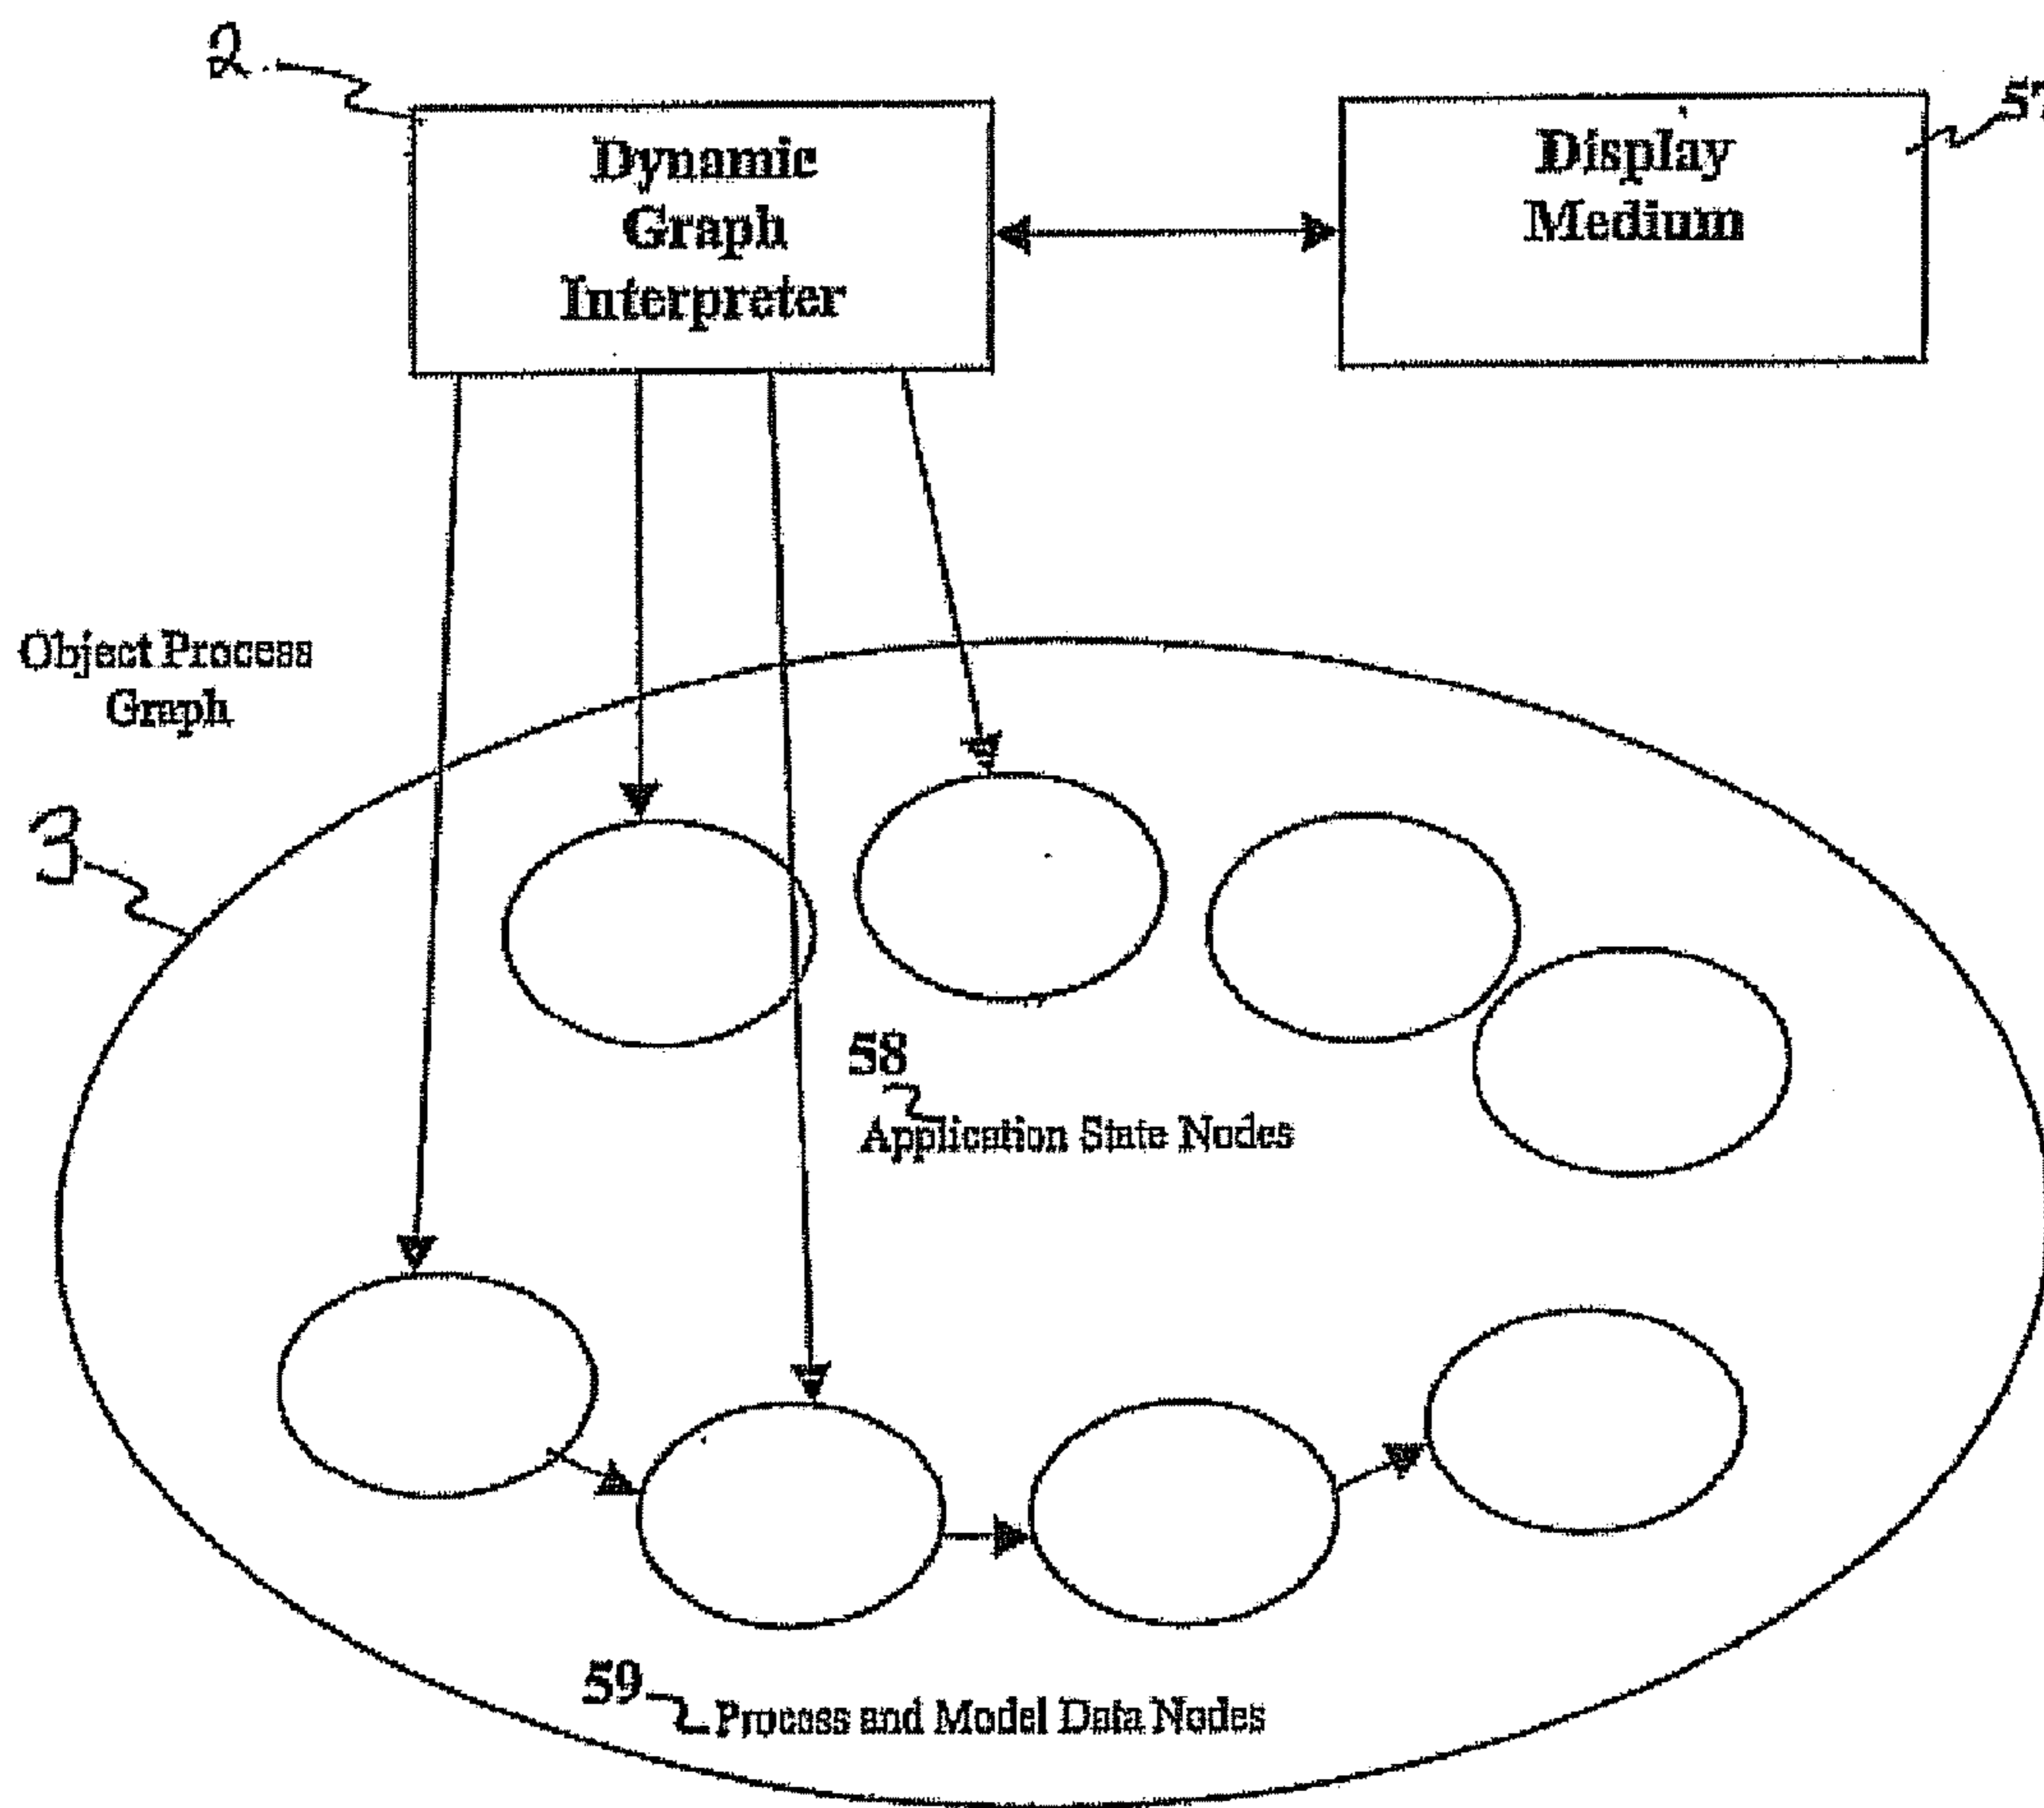 2
Dynamic
Graph
Interpreter
Display
Medium
57
Object Process
Graph
3
58
Application State Nodes
59
Process and Model Data Nodes